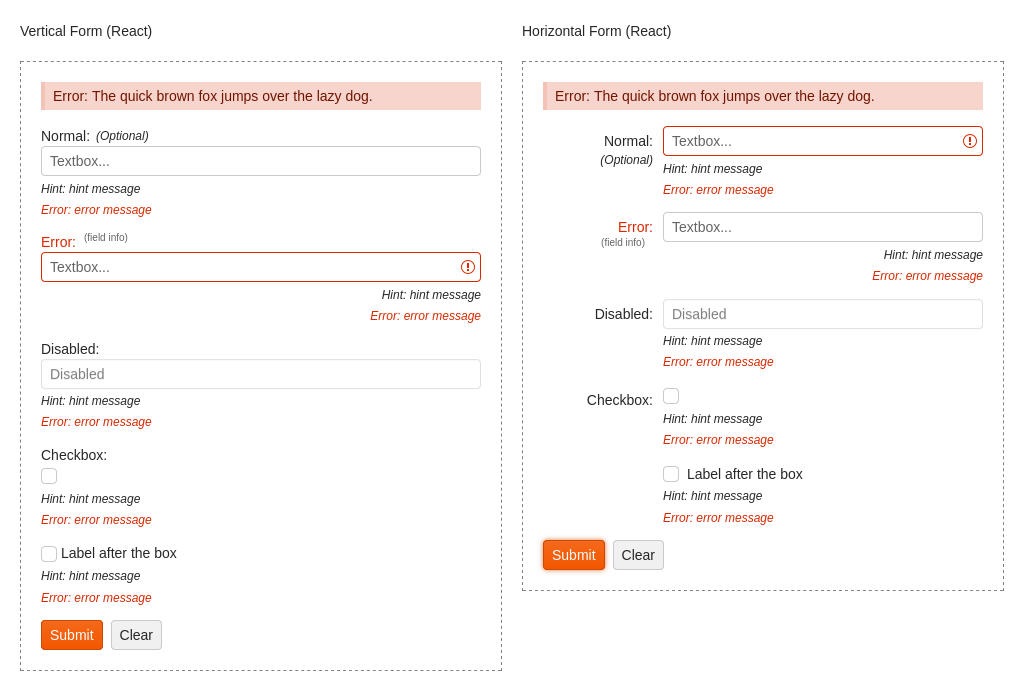 Vertical Form (React)
Error: The quick brown fox jumps over the lazy dog.
Normal: (Optional)
Textbox...
Hint: hint message
Error: error message
Error: (field info)
Textbox...
Hint: hint message
Error: error message
Disabled:
Disabled
Hint: hint message
Error: error message
Checkbox:
Hint: hint message
Error: error message
Label after the box
Hint: hint message
Error: error message
Submit Clear
Horizontal Form (React)
Error: The quick brown fox jumps over the lazy dog.
Normal: Textbox...
(Optional) Hint: hint message
Error: error message
Error: Textbox...
(field info)
Hint: hint message
Error: error message
Disabled: Disabled
Hint: hint message
Error: error message
Checkbox:
Hint: hint message
Error: error message
Label after the box
Hint: hint message
Error: error message
Submit Clear